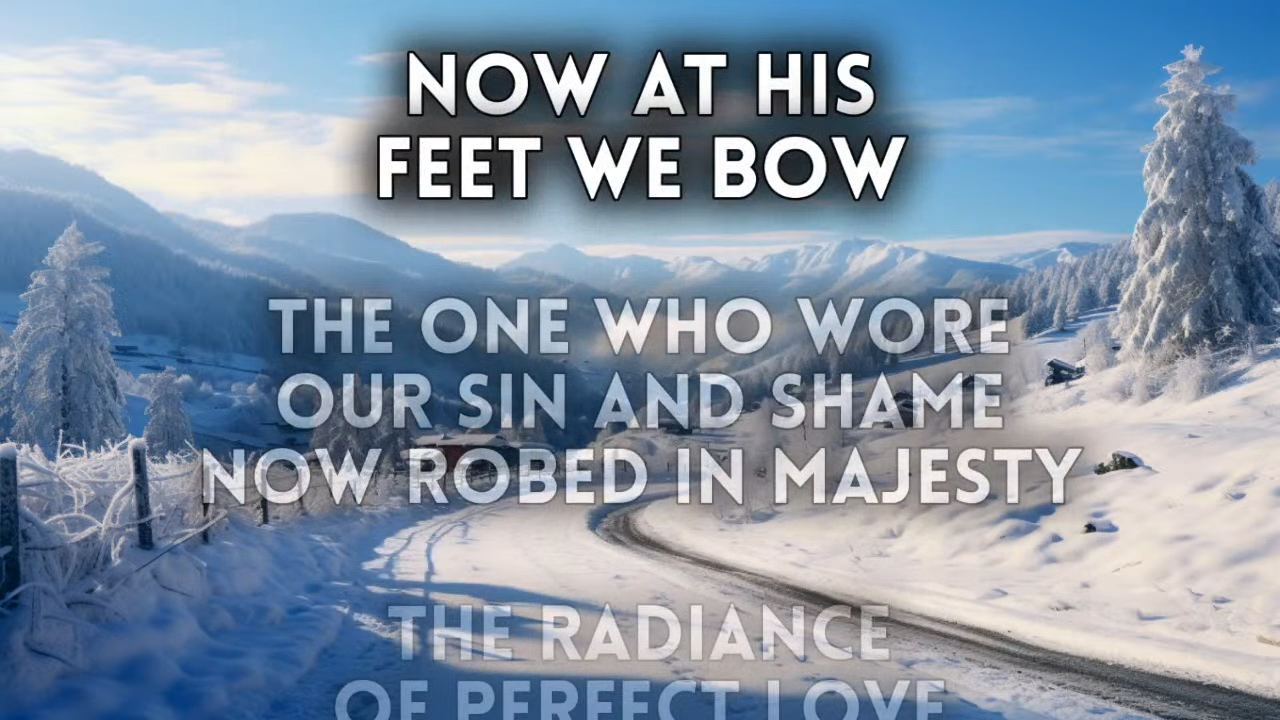 NOW AT HIS
FEET WE BOW
THE ONE WHO WORE
OUR SIN AND SHAME
NOW ROBED IN MAJESTY
THE RADIANCE
OF PERFECT LOVE